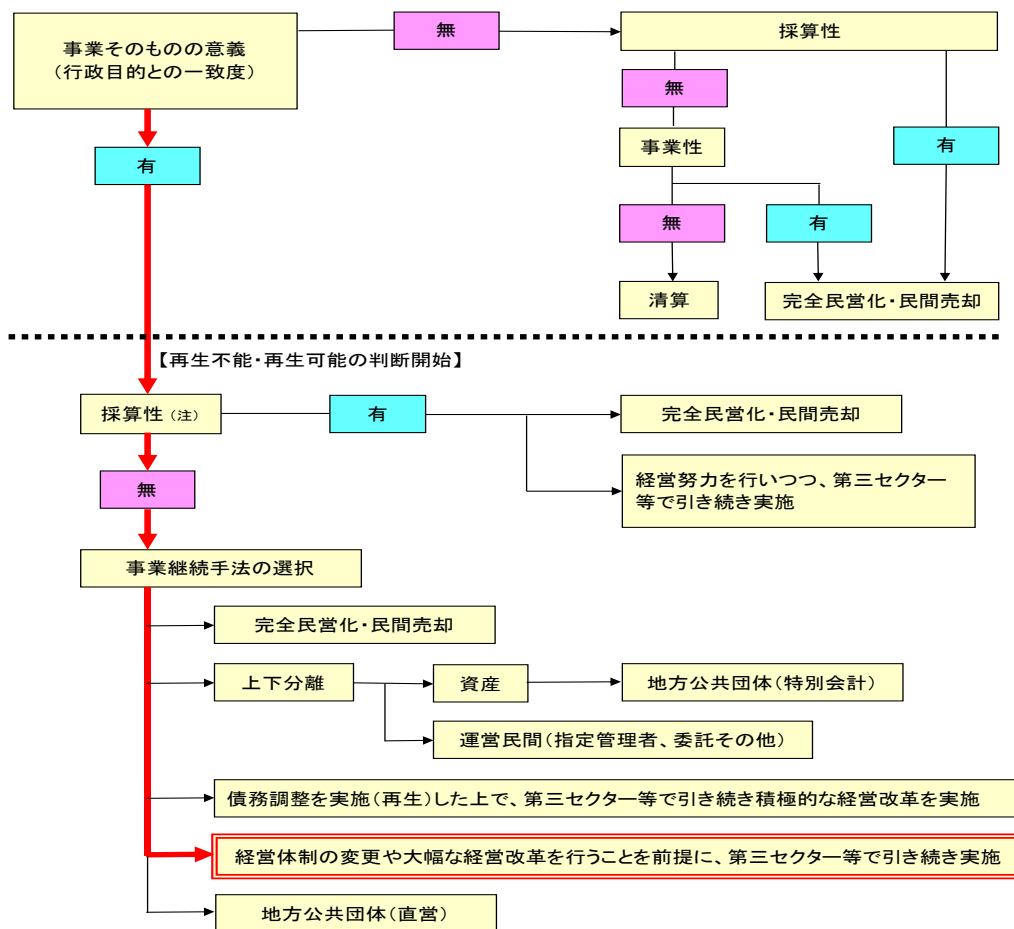 事業そのものの意義
(行政目的との一致度)
無
採算性
無
有
事業性
有
無
有
清算
完全民営化・民間売却
【再生不能・再生可能の判断開始】
採算性(注)
有
完全民営化・民間売却
無
経営努力を行いつつ、第三セクター
等で引き続き実施
事業継続手法の選択
完全民営化・民間売却
上下分離
資産
地方公共団体(特別会計)
運営民間(指定管理者、委託その他)
債務調整を実施(再生)した上で、第三セクター等で引き続き積極的な経営改革を実施
経営体制の変更や大幅な経営改革を行うことを前提に、第三セクター等で引き続き実施
地方公共団体(直営)